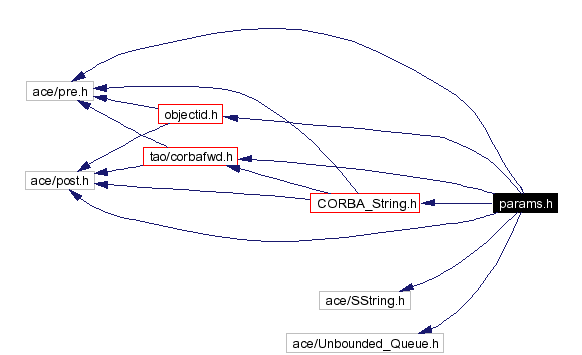 ace/pre.h
objectid.h
tao/corbafwd.h
ace/post.h
CORBA_String.h
params.h
ace/SString.h
ace/Unbounded_Queue.h